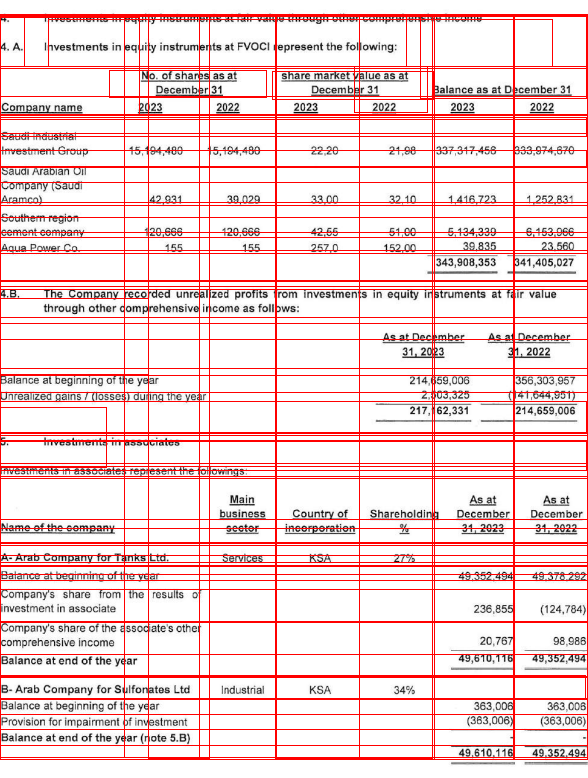 4. Investments in equity instruments at fair value through other comprehensive income
4. A. Investments in equity instruments at FVOCI represent the following:
No. of shares as at share market value as at
December 31 December 31 Balance as at December 31
Company name 2023 2022 2023 2022 2023 2022
Saudi Industrial
Investment Group 15,194,480 15,194,480 22,20 21,98 337,317,456 333,974,670
Saudi Arabian Oil
Company (Saudi
Aramco) 42,931 39,029 33,00 32,10 1,416,723 1,252,831
Southern region
cement company 120,666 120,666 42,55 51,00 5,134,339 6,153,966
Aqua Power Co. 155 155 257,0 152,00 39,835 23,560
343,908,353 341,405,027
4.B. The Company recorded unrealized profits from investments in equity instruments at fair value
through other comprehensive income as follows:
As at December As at December
31, 2023 31, 2022
Balance at beginning of the year 214,659,006 356,303,957
Unrealized gains / (losses) during the year 2,503,325 (141,644,951)
217,162,331 214,659,006
5. Investments in associates
Investments in associates represent the followings:
Main As at As at
business Country of Shareholding December December
Name of the company sector incorporation % 31, 2023 31, 2022
A- Arab Company for Tanks Ltd. Services KSA 27%
Balance at beginning of the year 49,352,494 49,378,292
Company's share from the results of
investment in associate 236,855 (124,784)
Company's share of the associate's other
comprehensive income 20,767 98,986
Balance at end of the year 49,610,116 49,352,494
B- Arab Company for Sulfonates Ltd Industrial KSA 34%
Balance at beginning of the year 363,006 363,006
Provision for impairment of investment (363,006) (363,006)
Balance at end of the year (note 5.B) - -
49,610,116 49,352,494